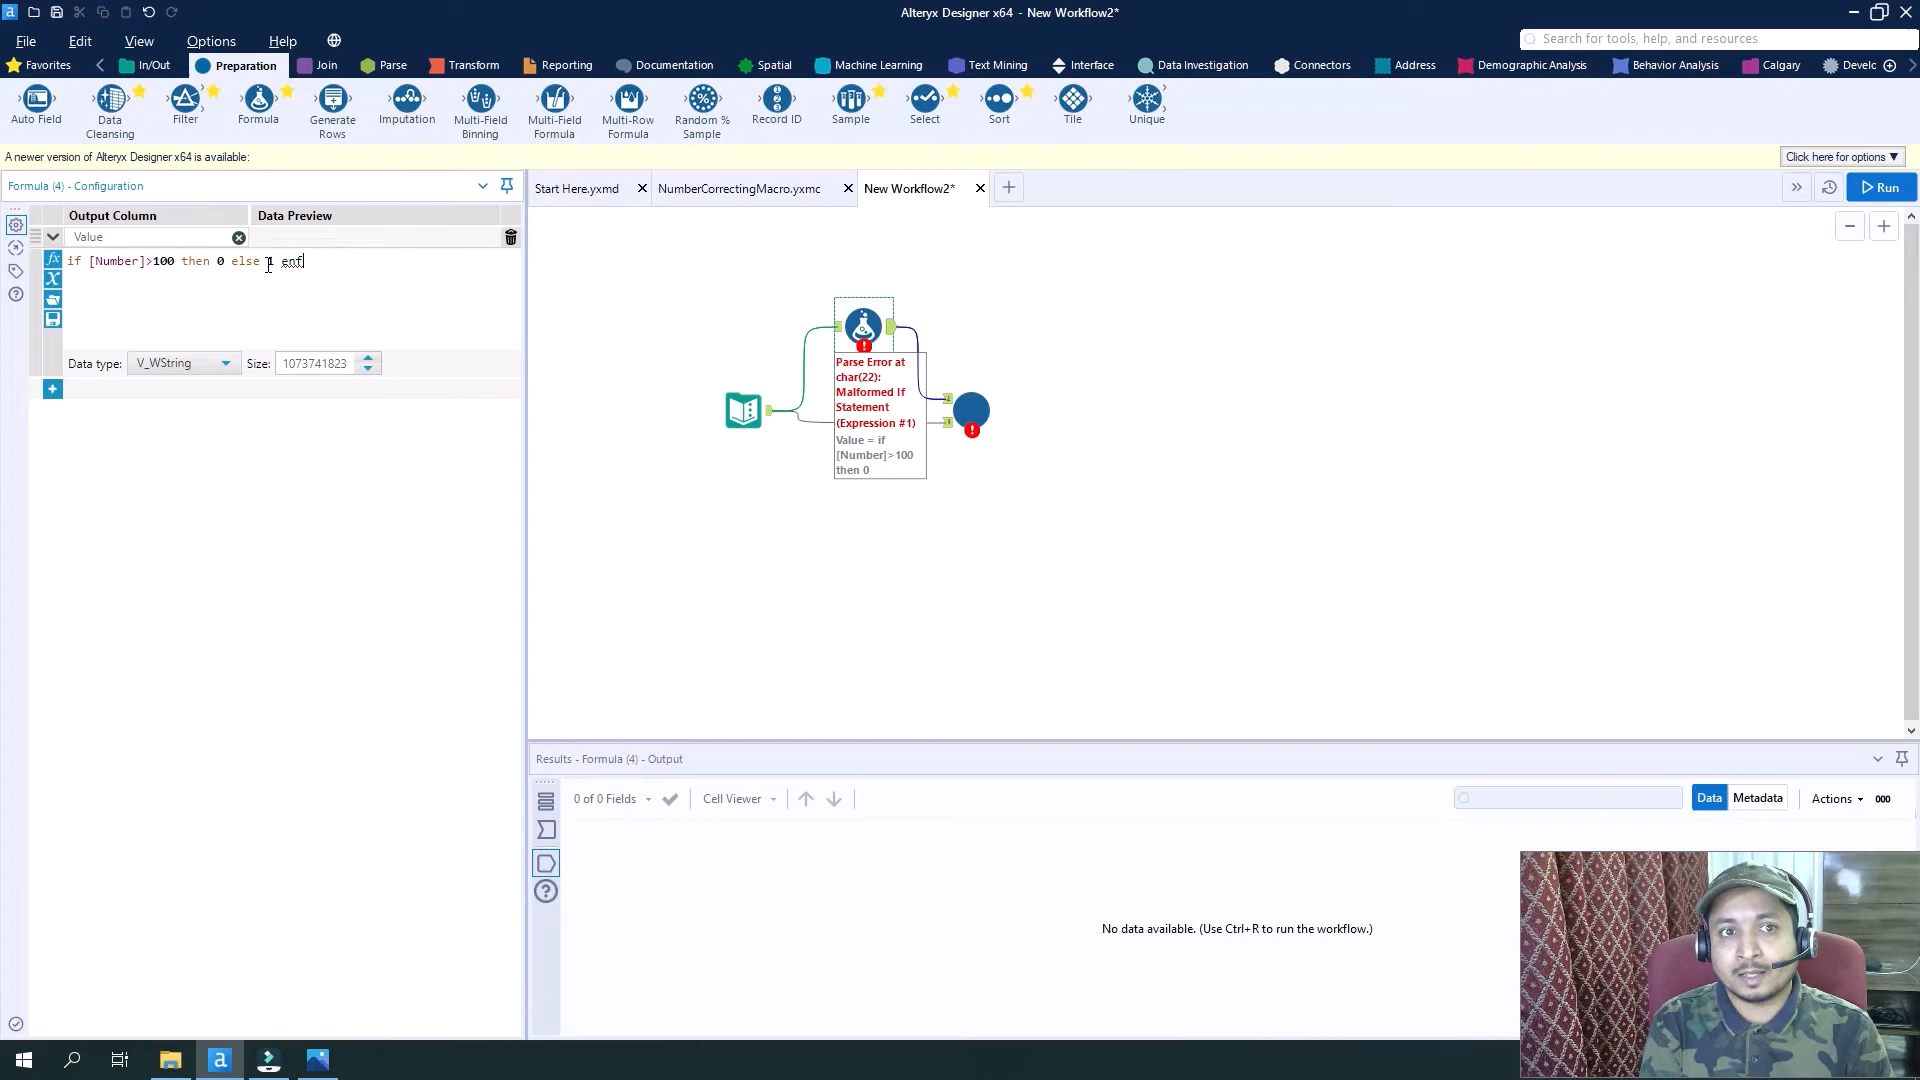 Alteryx Designer x64 - New Workflow2*
File Edit View Options Help
Search for tools, help, and resources
Favorites In/Out Preparation Join Parse Transform Reporting Documentation Spatial Machine Learning Text Mining Interface Data Investigation Connectors Address Demographic Analysis Behavior Analysis Calgary Develo
Auto Field
Data Cleansing
Filter
Formula
Generate Rows
Imputation
Multi-Field Binning
Multi-Field Formula
Multi-Row Formula
Random % Sample
Record ID
Sample
Select
Sort
Tile
Unique
A newer version of Alteryx Designer x64 is available:
Click here for options ▼
Formula (4) - Configuration
Start Here.yxmd NumberCorrectingMacro.yxmc New Workflow2*
Run
Output Column Data Preview
Value
if [Number]>100 then 0 else 1 enf
Data type: V_WString Size: 1073741823
Parse Error at
char(22):
Malformed If
Statement
(Expression #1)
Value = if
[Number]>100
then 0
Results - Formula (4) - Output
0 of 0 Fields Cell Viewer Data Metadata Actions 000
No data available. (Use Ctrl+R to run the workflow.)